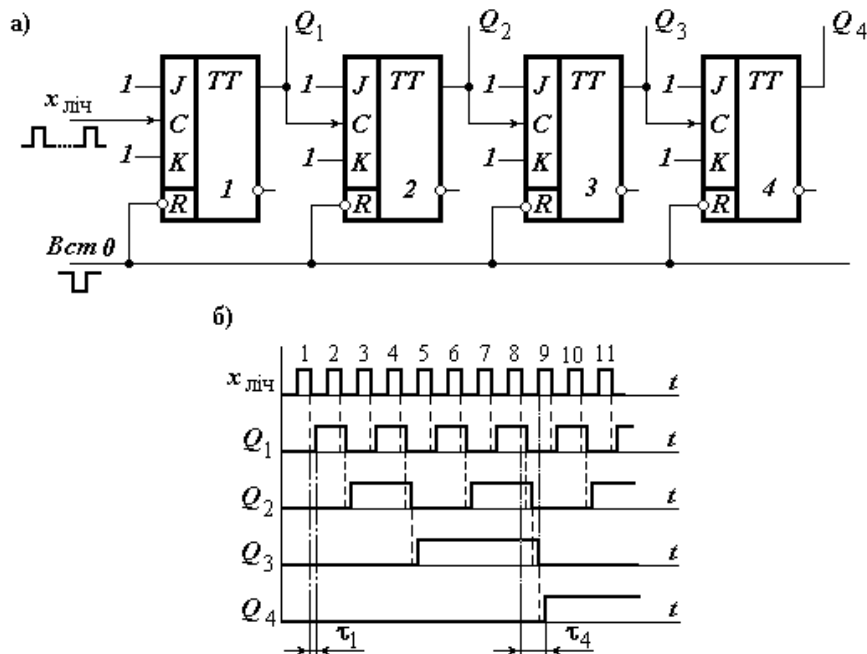 а)
Q1 Q2 Q3 Q4
1 J TT 1 J TT 1 J TT 1 J TT
x ліч
C C C C
1 K 1 K 1 K 1 K
R 1 R 2 R 3 R 4
Вст 0
б)
1 2 3 4 5 6 7 8 9 10 11
x ліч t
Q1 t
Q2 t
Q3 t
Q4 t
τ1 τ4